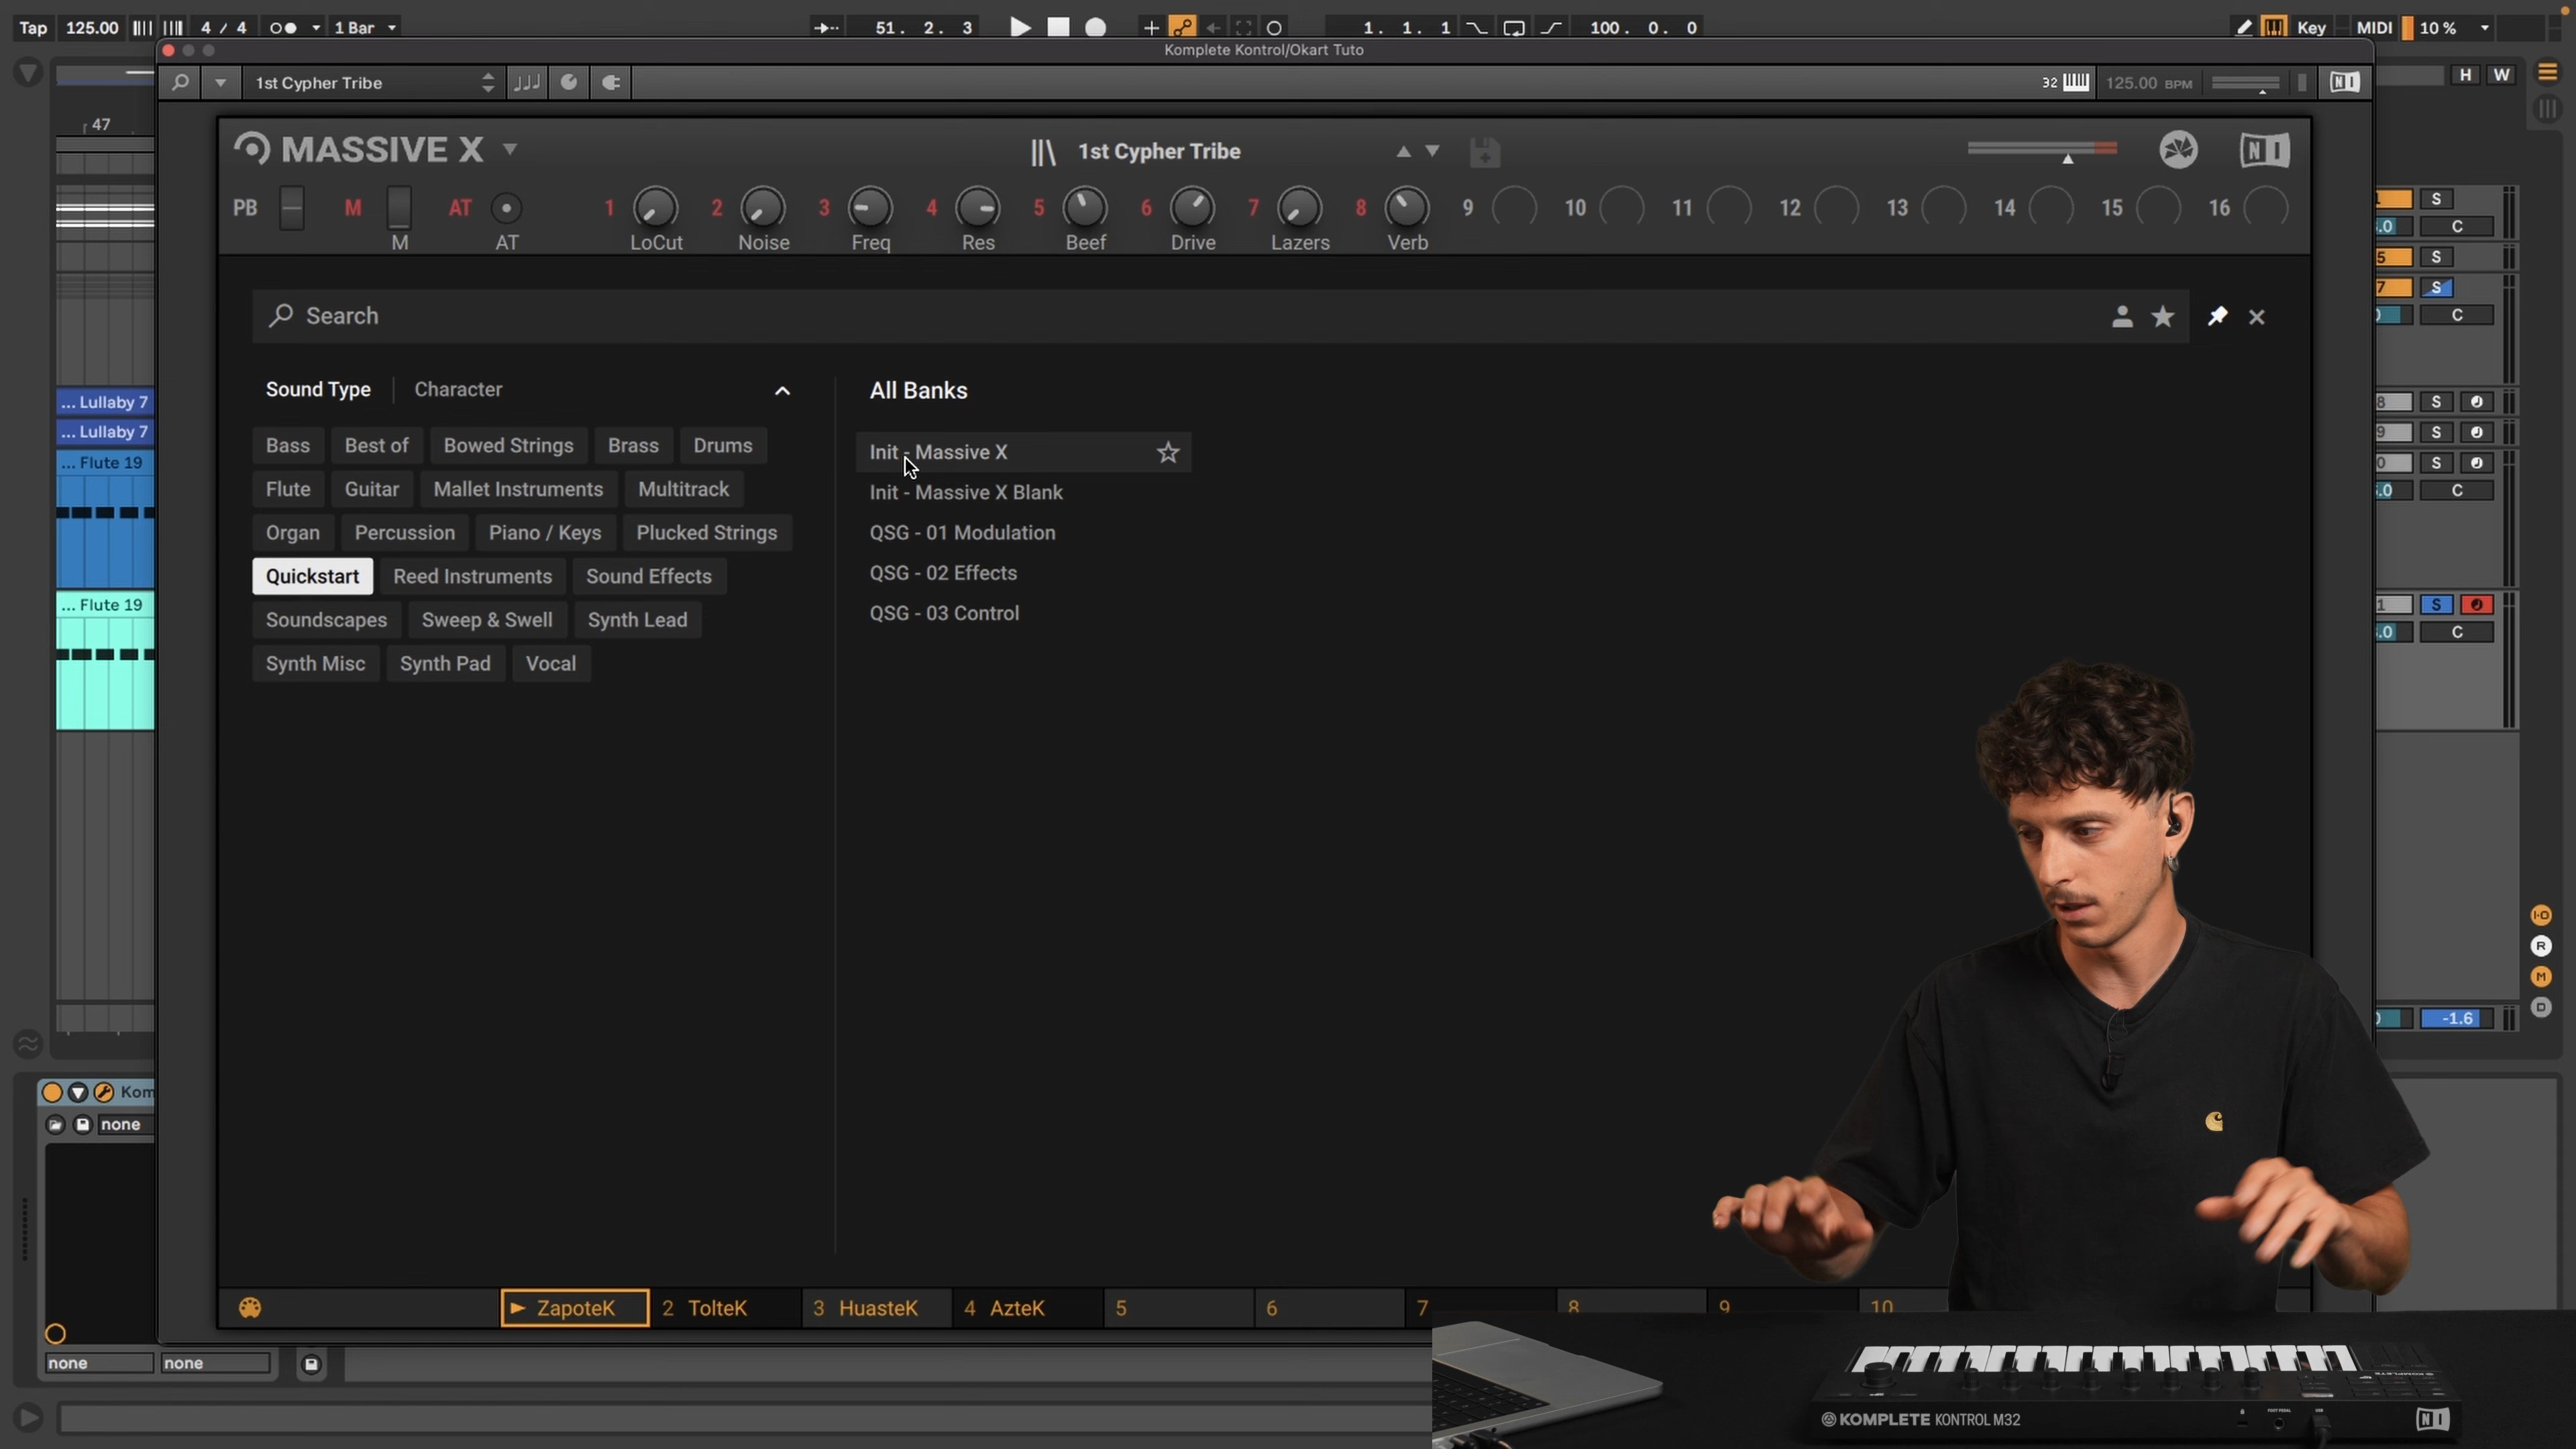 Tap 125.00 4 / 4 1 Bar 51. 2. 3 1. 1. 1 100. 0. 0 Key MIDI 10 %
Komplete Kontrol/Okart Tuto
1st Cypher Tribe 32 125.00 BPM NI
H W
47
MASSIVE X 1st Cypher Tribe NI
PB M AT 1 2 3 4 5 6 7 8 9 10 11 12 13 14 15 16
M AT LoCut Noise Freq Res Beef Drive Lazers Verb
S
C
S
S
C
Search
Sound Type Character All Banks
... Lullaby 7
... Lullaby 7
... Flute 19
... Flute 19
Bass Best of Bowed Strings Brass Drums
Flute Guitar Mallet Instruments Multitrack
Organ Percussion Piano / Keys Plucked Strings
Quickstart Reed Instruments Sound Effects
Soundscapes Sweep & Swell Synth Lead
Synth Misc Synth Pad Vocal
Init - Massive X
Init - Massive X Blank
QSG - 01 Modulation
QSG - 02 Effects
QSG - 03 Control
S
S
S
C
S
C
I-O
R
M
D
-1.6
Kom
none
ZapoteK 2 TolteK 3 HuasteK 4 AzteK 5 6 7 8 9 10
none none
KOMPLETE KONTROL M32 NI